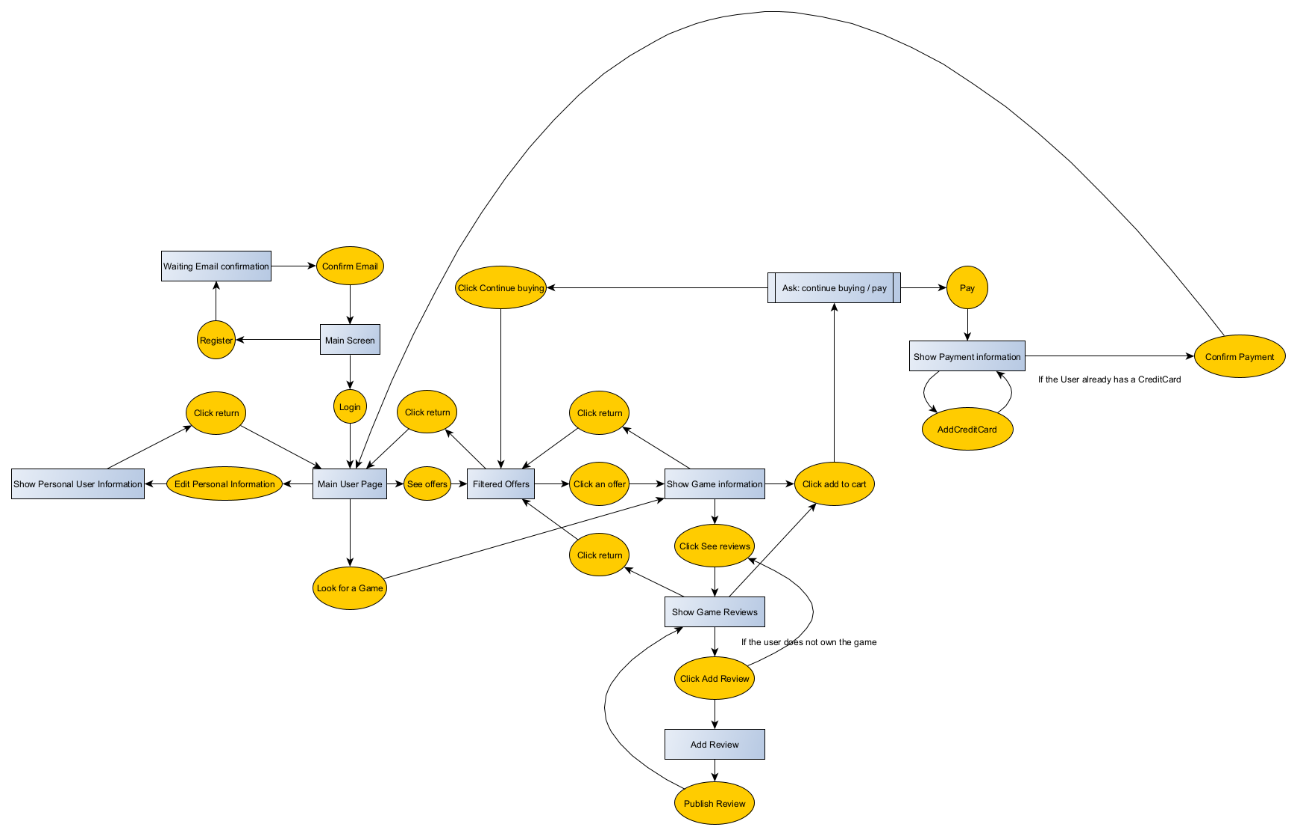 Waiting Email confirmation
Confirm Email
Click Continue buying
Ask: continue buying / pay
Pay
Register
Main Screen
Show Payment information
Confirm Payment
If the User already has a CreditCard
Login
Click return
Click return
Click return
AddCreditCard
Show Personal User Information
Edit Personal Information
Main User Page
See offers
Filtered Offers
Click an offer
Show Game information
Click add to cart
Click See reviews
Click return
Look for a Game
Show Game Reviews
If the user does not own the game
Click Add Review
Add Review
Publish Review